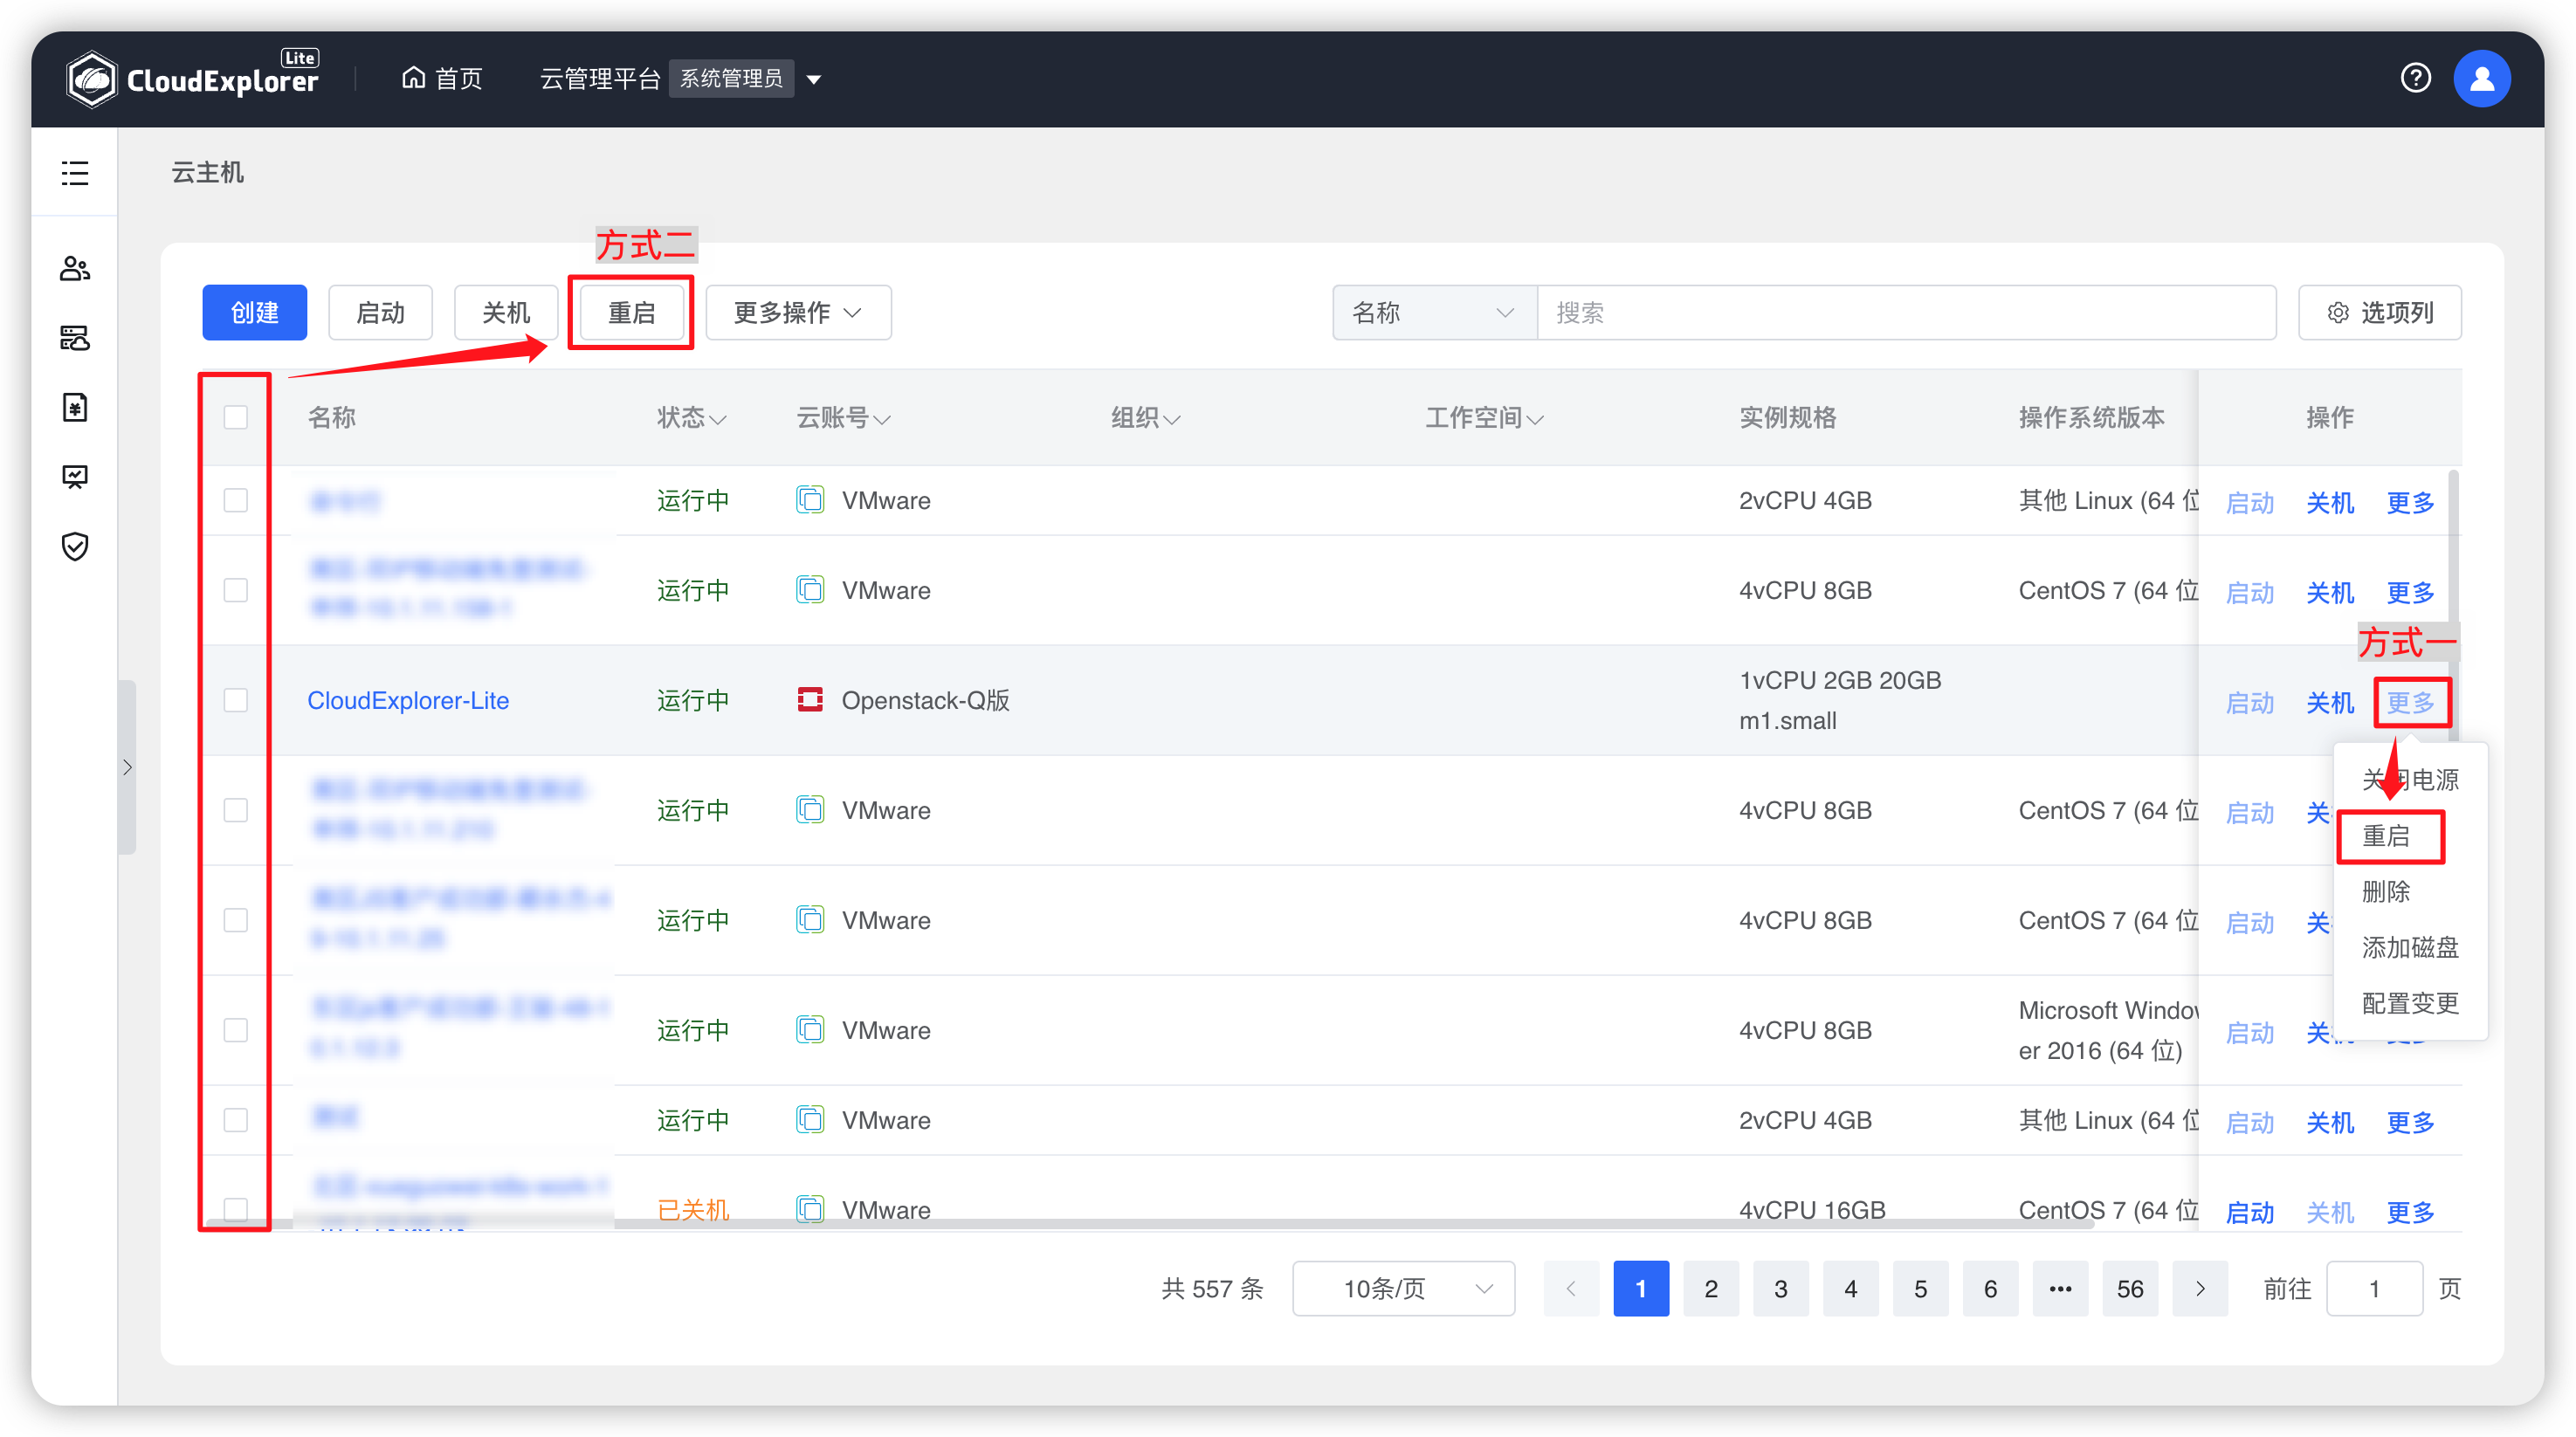 CloudExplorer Lite
首页
云管理平台 系统管理员
云主机
方式二
创建 启动 关机 重启 更多操作 名称 搜索 选项列
名称 状态 云账号 组织 工作空间 实例规格 操作系统版本 操作
运行中 VMware 2vCPU 4GB 其他 Linux (64 位 启动 关机 更多
运行中 VMware 4vCPU 8GB CentOS 7 (64 位 启动 关机 更多
方式一
CloudExplorer-Lite 运行中 Openstack-Q版 1vCPU 2GB 20GB 启动 关机 更多
m1.small
关闭电源
重启
删除
添加磁盘
配置变更
运行中 VMware 4vCPU 8GB CentOS 7 (64 位 启动
运行中 VMware 4vCPU 8GB CentOS 7 (64 位 启动
运行中 VMware 4vCPU 8GB Microsoft Window 启动
er 2016 (64 位)
运行中 VMware 2vCPU 4GB 其他 Linux (64 位 启动 关机 更多
已关机 VMware 4vCPU 16GB CentOS 7 (64 位 启动 关机 更多
共 557 条 10条/页 1 2 3 4 5 6 ••• 56 前往 1 页